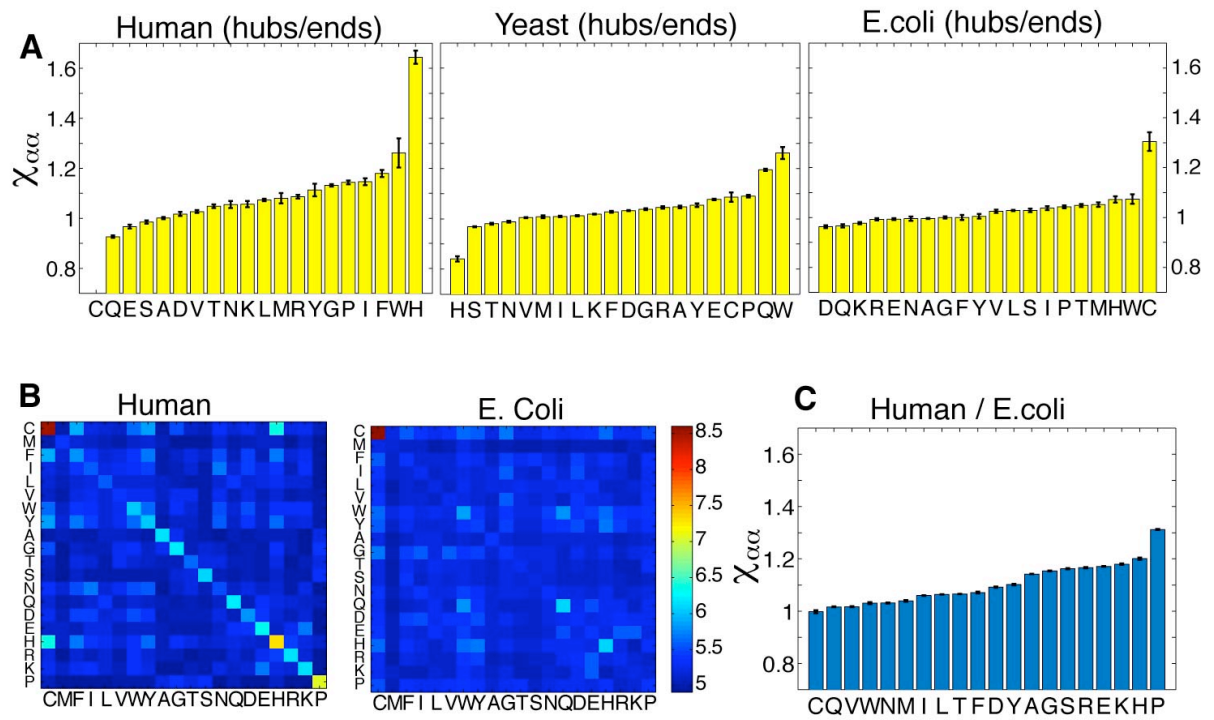 A
Human (hubs/ends)
Yeast (hubs/ends)
E.coli (hubs/ends)
χαα
1.6
1.4
1.2
1
0.8
1.6
1.4
1.2
1
0.8
CQESADVTNKLMRYGPIFWH
HSTNVMILKFDGRAYECPQW
DQKRENAGFYVLSIPTMHWC
B
Human
E. Coli
C
M
F
I
L
V
W
Y
A
G
T
S
N
Q
D
E
H
R
K
P
CMFILVWYAGTSNQDEHRKP
C
M
F
I
L
V
W
Y
A
G
T
S
N
Q
D
E
H
R
K
P
CMFILVWYAGTSNQDEHRKP
8.5
8
7.5
7
6.5
6
5.5
5
C
Human / E.coli
χαα
1.6
1.4
1.2
1
0.8
CQVWNMILTFDYAGSREKHP